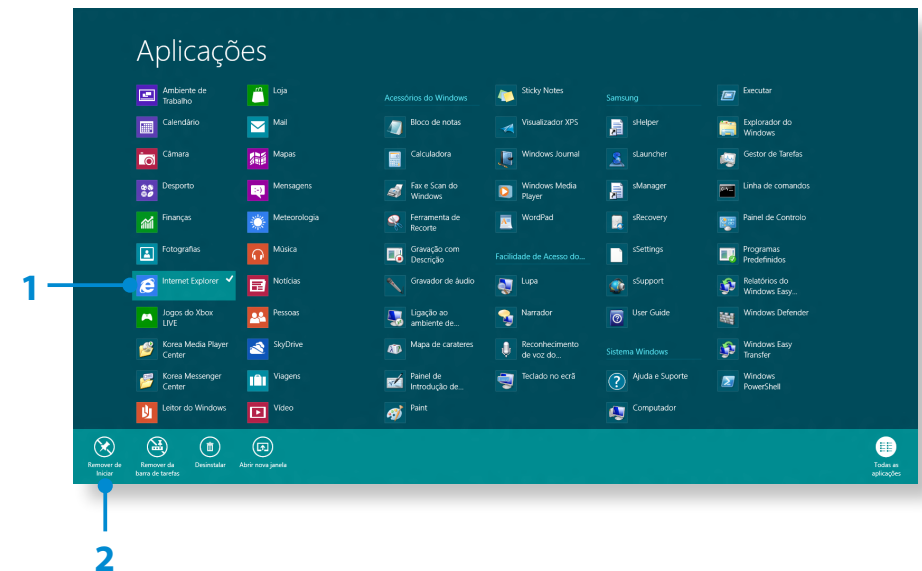 Aplicações
Ambiente de
Trabalho
Calendário
Câmara
Desporto
Finanças
Fotografias
Internet Explorer
Jogos do Xbox
LIVE
Korea Media Player
Center
Korea Messenger
Center
Leitor do Windows
Loja
Mail
Mapas
Mensagens
Meteorologia
Música
Notícias
Pessoas
SkyDrive
Viagens
Vídeo
Acessórios do Windows
Bloco de notas
Calculadora
Fax e Scan do
Windows
Ferramenta de
Recorte
Gravação com
Descrição
Gravador de áudio
Ligação ao
ambiente de...
Mapa de carateres
Painel de
Introdução de...
Paint
Sticky Notes
Visualizador XPS
Windows Journal
Windows Media
Player
WordPad
Facilidade de Acesso do...
Lupa
Narrador
Reconhecimento
de voz do...
Teclado no ecrã
Samsung
sHelper
sLauncher
sManager
sRecovery
sSettings
sSupport
User Guide
Sistema Windows
Ajuda e Suporte
Computador
Executar
Explorador do
Windows
Gestor de Tarefas
Linha de comandos
Painel de Controlo
Programas
Predefinidos
Relatórios do
Windows Easy...
Windows Defender
Windows Easy
Transfer
Windows
PowerShell
1
Remover de
Iniciar
Remover da
barra de tarefas
Desinstalar
Abrir nova janela
Todas as
aplicações
2